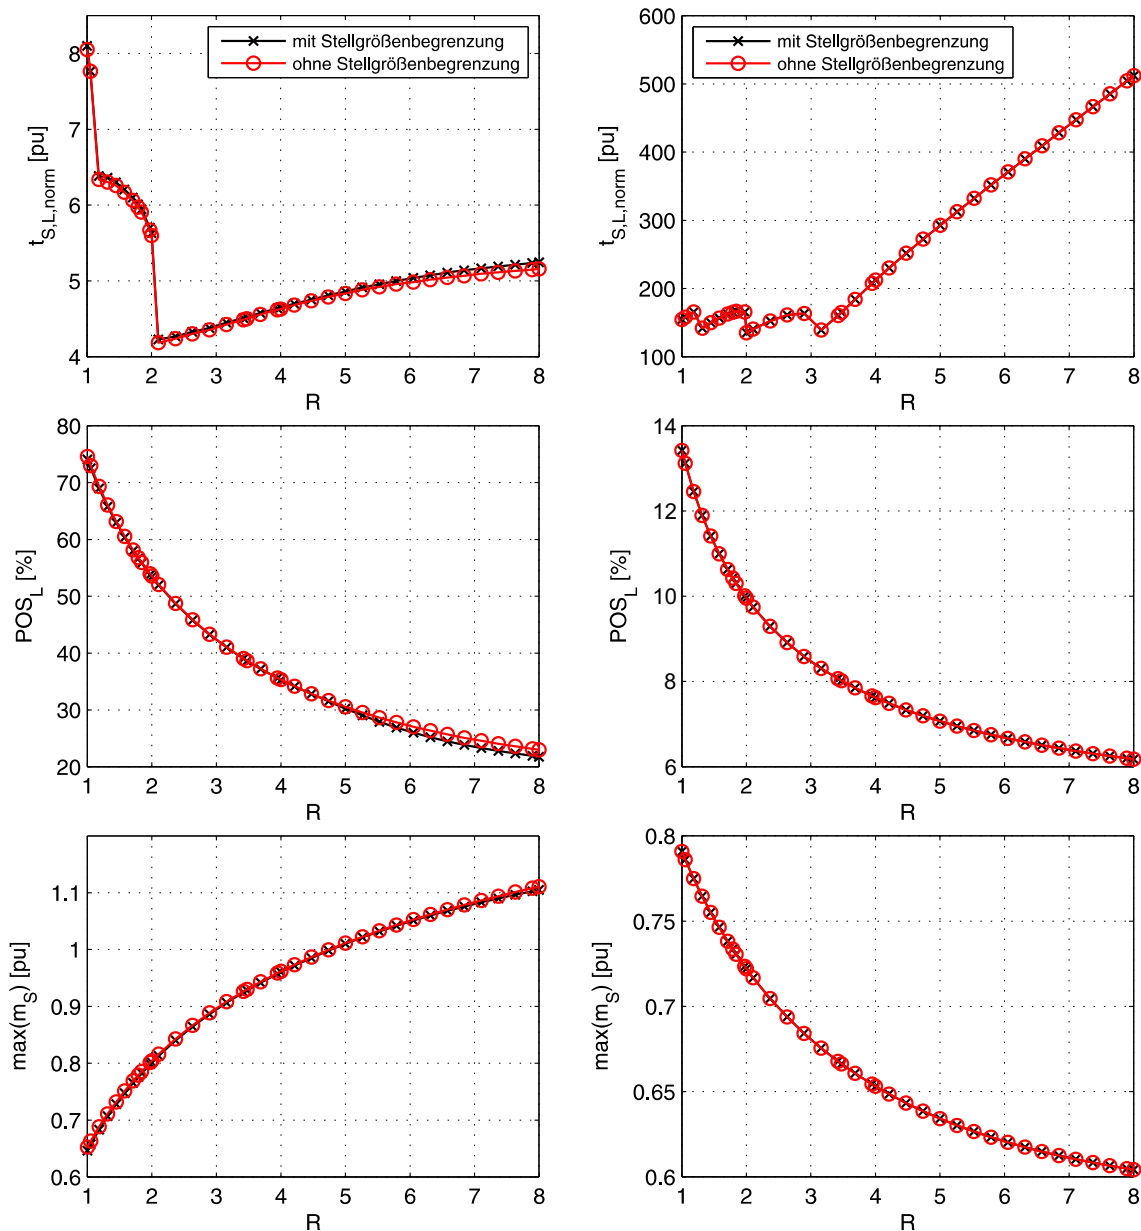 mit Stellgrößenbegrenzung
ohne Stellgrößenbegrenzung
t_S,L,norm [pu]
8
7
6
5
4
1 2 3 4 5 6 7 8
R
mit Stellgrößenbegrenzung
ohne Stellgrößenbegrenzung
t_S,L,norm [pu]
600
500
400
300
200
100
1 2 3 4 5 6 7 8
R
POS_L [%]
80
70
60
50
40
30
20
1 2 3 4 5 6 7 8
R
POS_L [%]
14
12
10
8
6
1 2 3 4 5 6 7 8
R
max(m_S) [pu]
1.1
1
0.9
0.8
0.7
0.6
1 2 3 4 5 6 7 8
R
max(m_S) [pu]
0.8
0.75
0.7
0.65
0.6
1 2 3 4 5 6 7 8
R